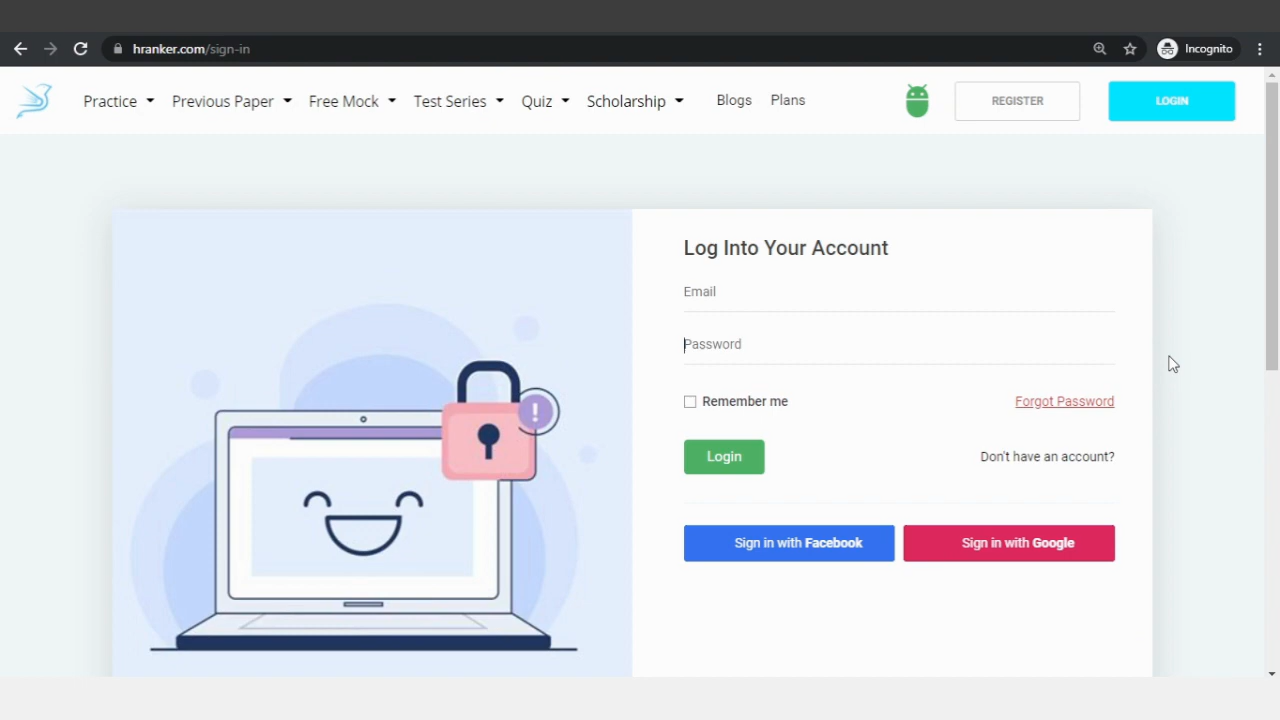 hranker.com/sign-in
Incognito
Practice Previous Paper Free Mock Test Series Quiz Scholarship Blogs Plans REGISTER LOGIN
Log Into Your Account
Email
Password
Remember me Forgot Password
Login Don't have an account?
Sign in with Facebook Sign in with Google
!